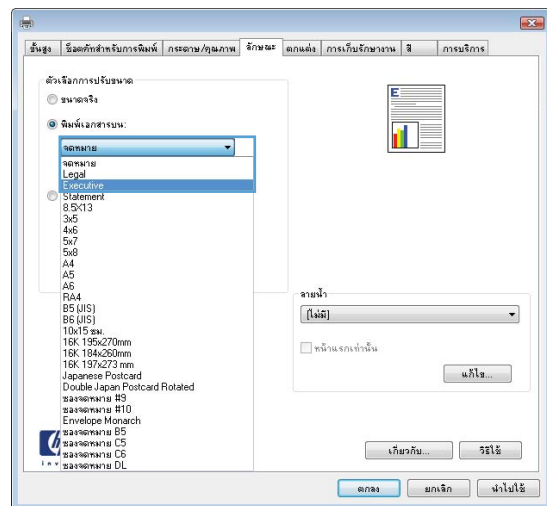 ขั้นสูง ช็อตคัทสำหรับการพิมพ์ กระดาษ/คุณภาพ ลักษณะ ตกแต่ง การเก็บรักษางาน สี การบริการ
ตัวเลือกการปรับขนาด
ขนาดจริง
พิมพ์เอกสารบน:
จดหมาย
จดหมาย
Legal
Executive
Statement
8.5X13
3x5
4x6
5x7
5x8
A4
A5
A6
RA4
B5 (JIS)
B6 (JIS)
10x15 ซม.
16K 195x270mm
16K 184x260mm
16K 197x273 mm
Japanese Postcard
Double Japan Postcard Rotated
ซองจดหมาย #9
ซองจดหมาย #10
Envelope Monarch
ซองจดหมาย B5
ซองจดหมาย C5
ซองจดหมาย C6
ซองจดหมาย DL
E
ลายน้ำ
(ไม่มี)
หน้าแรกเท่านั้น
แก้ไข...
เกี่ยวกับ... วิธีใช้
ตกลง ยกเลิก นำไปใช้